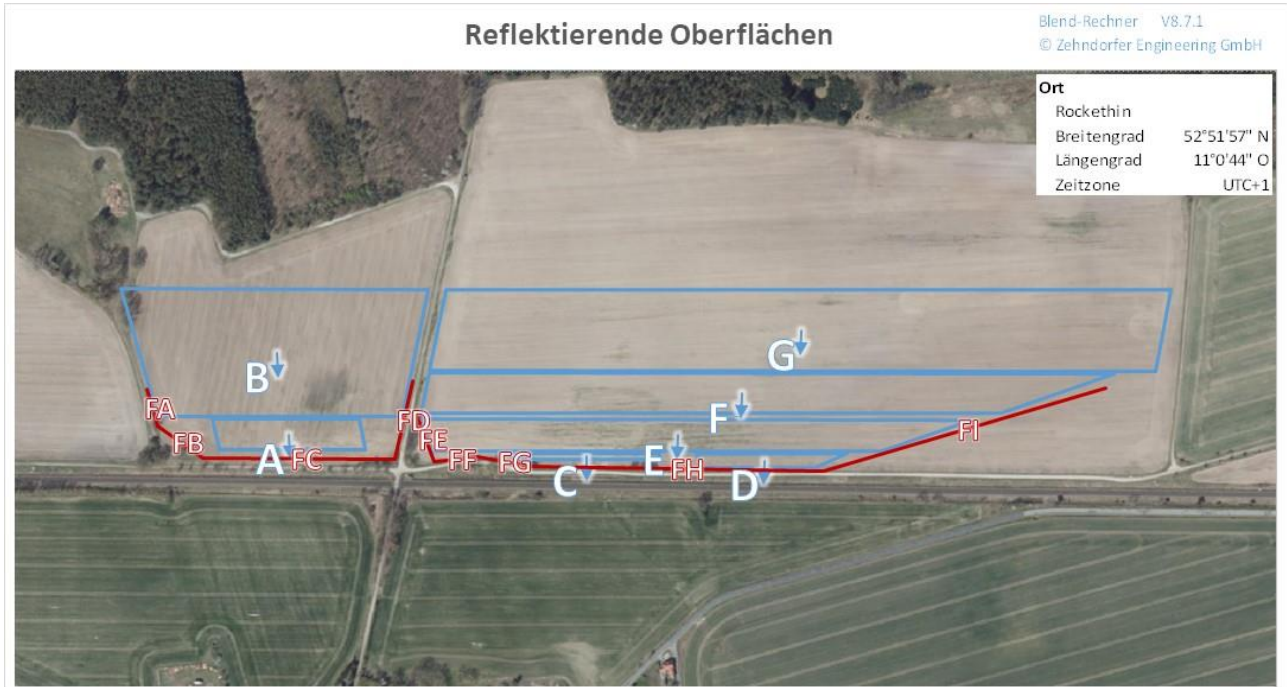 Reflektierende Oberflächen
Blend-Rechner V8.7.1
© Zehndorfer Engineering GmbH
Ort
Rockethin
Breitengrad 52°51'57" N
Längengrad 11°0'44" O
Zeitzone UTC+1
G
B
FA
FD
F
FB
FE
FI
A
FC
FF
FG
C
E
FH
D